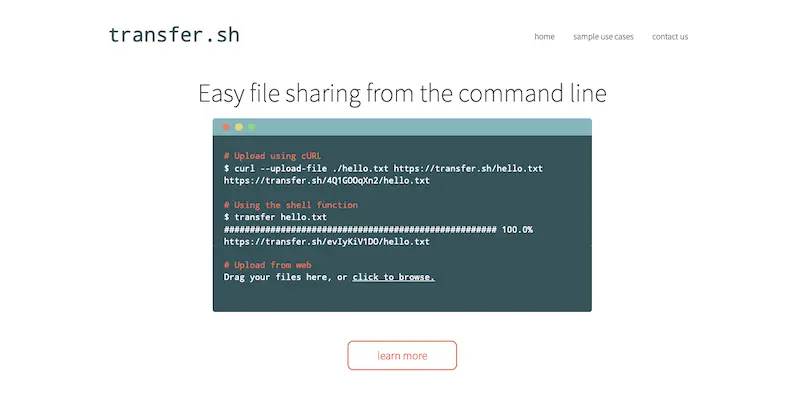 transfer.sh
home sample use cases contact us
Easy file sharing from the command line
# Upload using cURL
$ curl --upload-file ./hello.txt https://transfer.sh/hello.txt
https://transfer.sh/4Q1GOOqXn2/hello.txt
# Using the shell function
$ transfer hello.txt
##################################################### 100.0%
https://transfer.sh/evIyKiV1DO/hello.txt
# Upload from web
Drag your files here, or click to browse.
learn more